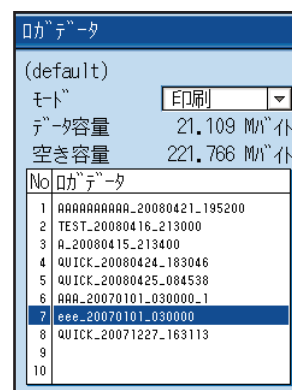 ロガデータ
(default)
モード 印刷
データ容量 21.109 Mバイト
空き容量 221.766 Mバイト
No ロガデータ
1 AAAAAAAAAA_20080421_195200
2 TEST_20080416_213000
3 A_20080415_213400
4 QUICK_20080424_183046
5 QUICK_20080425_084538
6 AAA_20070101_030000_1
7 eee_20070101_030000
8 QUICK_20071227_163113
9
10